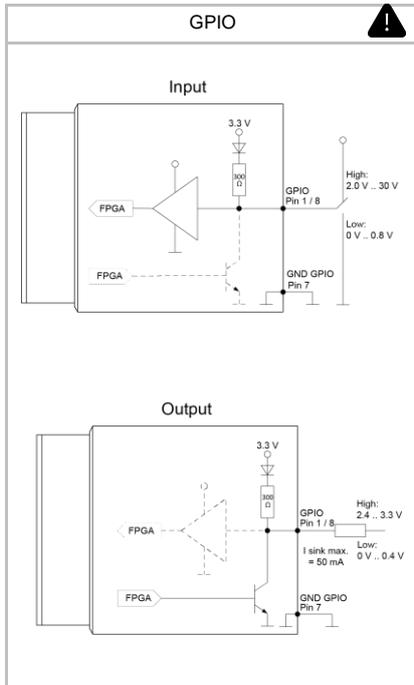 GPIO
!
Input
3.3 V
300
Ω
High:
2.0 V .. 30 V
GPIO
Pin 1 / 8
FPGA
Low:
0 V .. 0.8 V
FPGA
GND GPIO
Pin 7
Output
3.3 V
300
Ω
High:
2.4 .. 3.3 V
GPIO
Pin 1 / 8
FPGA
I sink max.
= 50 mA
Low:
0 V .. 0.4 V
FPGA
GND GPIO
Pin 7